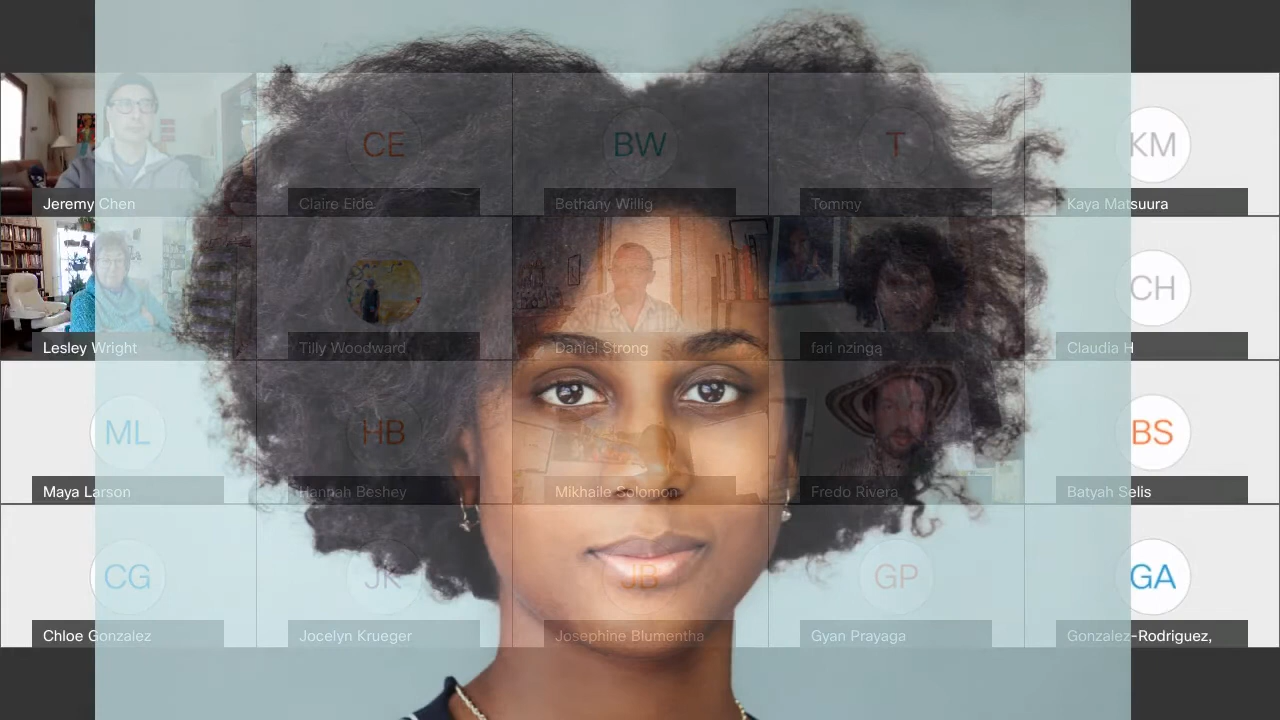 CE
BW
T
KM
Jeremy Chen
Claire Eide
Bethany Willig
Tommy
Kaya Matsuura
CH
Lesley Wright
Tilly Woodward
Daniel Strong
fari nzinga
Claudia H
ML
HB
BS
Maya Larson
Hannah Beshey
Mikhaile Solomon
Fredo Rivera
Batyah Selis
CG
JK
JB
GP
GA
Chloe Gonzalez
Jocelyn Krueger
Josephine Blumentha
Gyan Prayaga
Gonzalez-Rodriguez,